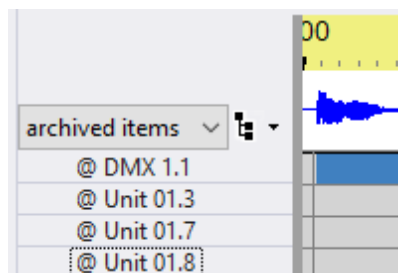 00
archived items
@ DMX 1.1
@ Unit 01.3
@ Unit 01.7
@ Unit 01.8